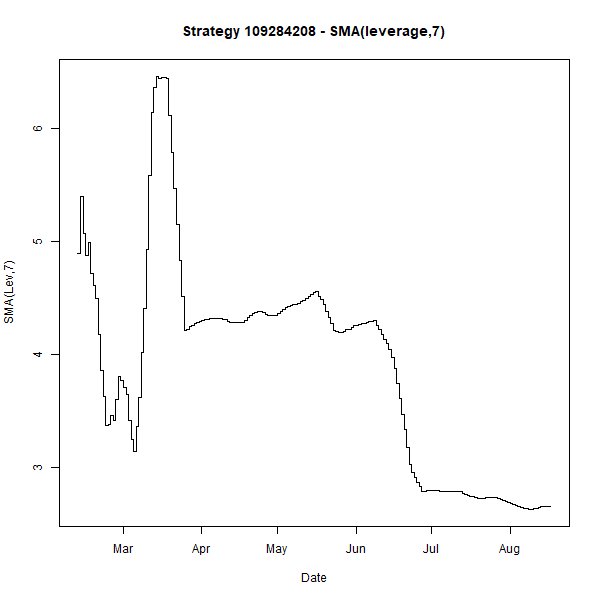 Strategy 109284208 - SMA(leverage,7)
SMA(Lev,7)
6
5
4
3
Mar Apr May Jun Jul Aug
Date